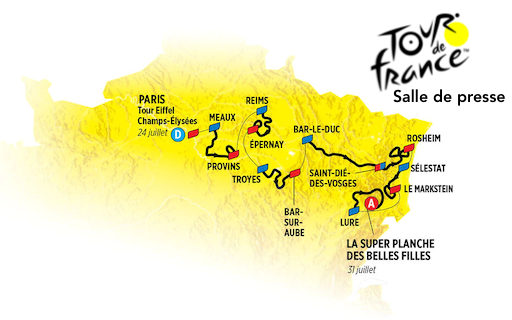 TOUR
de
france
TM
Salle de presse
PARIS
Tour Eiffel
Champs-Élysées
24 juillet
D
MEAUX
REIMS
ÉPERNAY
PROVINS
TROYES
BAR-LE-DUC
BAR-
SUR-
AUBE
SAINT-DIÉ-
DES-VOSGES
ROSHEIM
SÉLESTAT
LE MARKSTEIN
LURE
A
LA SUPER PLANCHE
DES BELLES FILLES
31 juillet